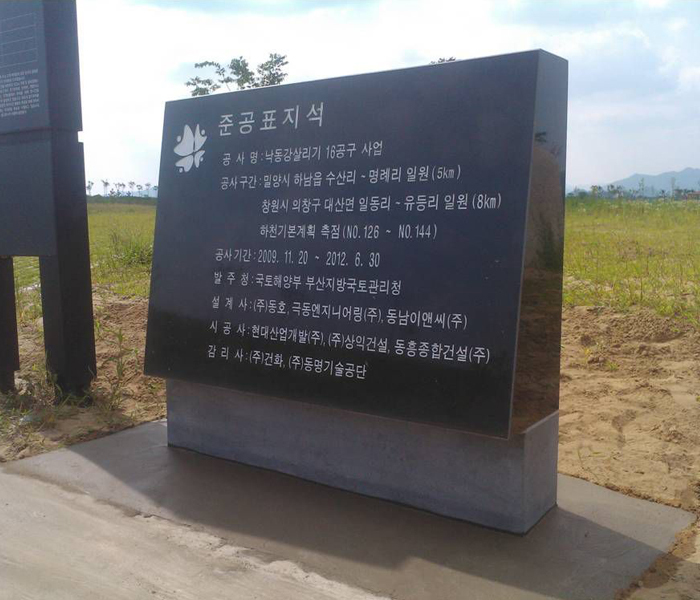 준공표지석
공 사 명 : 낙동강살리기 16공구 사업
공사구간 : 밀양시 하남읍 수산리 ~ 명례리 일원(5km)
창원시 의창구 대산면 일동리 ~ 유등리 일원(8km)
하천기본계획 측점(NO.126 ~ NO.144)
공사기간 : 2009. 11. 20 ~ 2012. 6. 30
발 주 청 : 국토해양부 부산지방국토관리청
설 계 사 : (주)동호, 극동엔지니어링(주), 동남이앤씨(주)
시 공 사 : 현대산업개발(주), (주)상익건설, 동흥종합건설(주)
감 리 사 : (주)건화, (주)동명기술공단